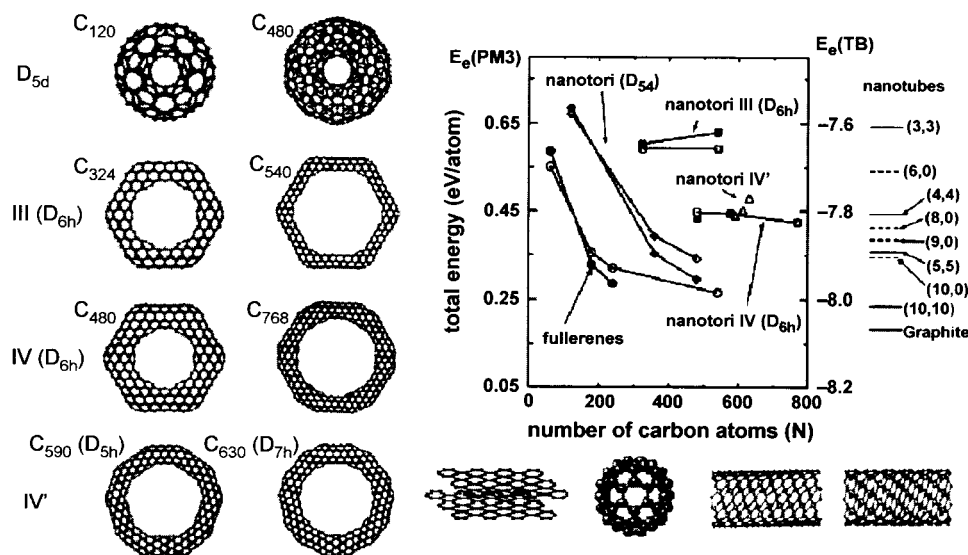 C120
C480
D5d
C324
C540
III (D6h)
C480
C768
IV (D6h)
C590 (D5h)
C630 (D7h)
IV'
Ee(PM3)
Ee(TB)
nanotori (D54)
nanotori III (D6h)
nanotubes
0.65
−7.6
(3,3)
(6,0)
nanotori IV'
(4,4)
0.45
−7.8
(8,0)
(9,0)
(5,5)
(10,0)
0.25
−8.0
fullerenes
nanotori IV (D6h)
(10,10)
Graphite
0.05
−8.2
0
200
400
600
800
total energy (eV/atom)
number of carbon atoms (N)